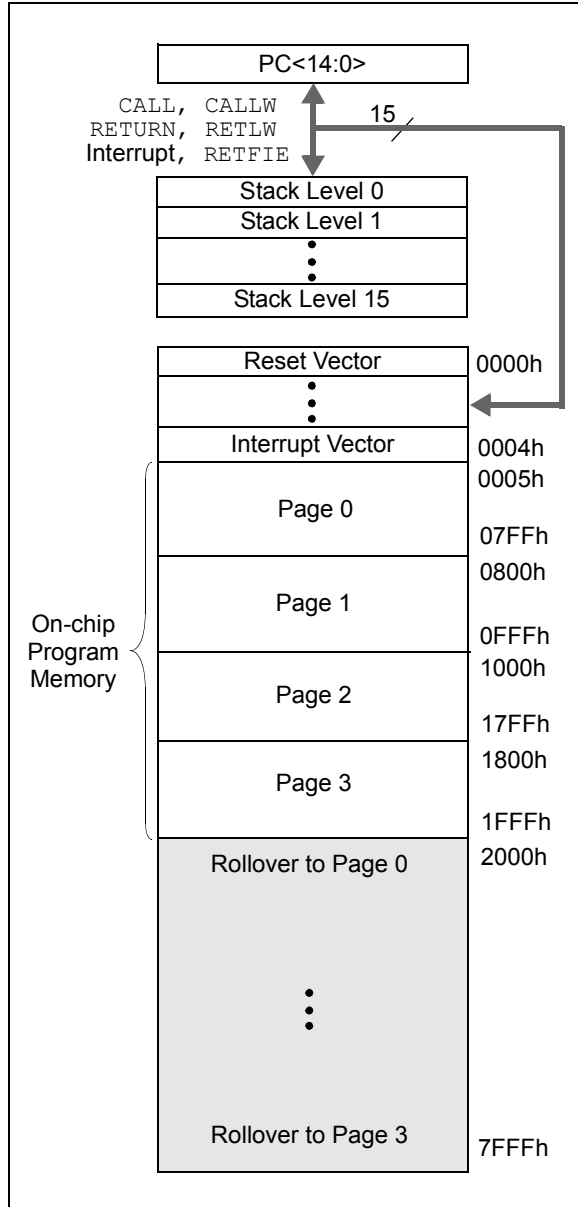 PC<14:0>
CALL, CALLW
RETURN, RETLW
Interrupt, RETFIE
15
Stack Level 0
Stack Level 1
Stack Level 15
Reset Vector
0000h
Interrupt Vector
0004h
0005h
Page 0
07FFh
0800h
Page 1
0FFFh
On-chip
Program
Memory
1000h
Page 2
17FFh
1800h
Page 3
1FFFh
Rollover to Page 0
2000h
Rollover to Page 3
7FFFh